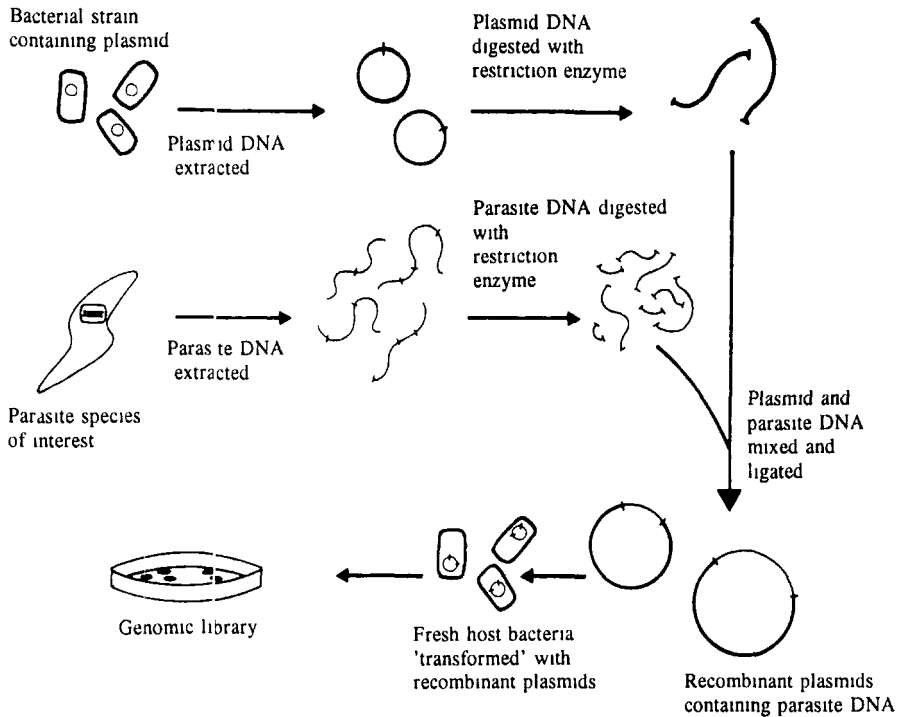 Bacterial strain
containing plasmid
Plasmid DNA
extracted
Plasmid DNA
digested with
restriction enzyme
Parasite DNA digested
with
restriction
enzyme
Parasite DNA
extracted
Parasite species
of interest
Plasmid and
parasite DNA
mixed and
ligated
Genomic library
Fresh host bacteria
'transformed' with
recombinant plasmids
Recombinant plasmids
containing parasite DNA